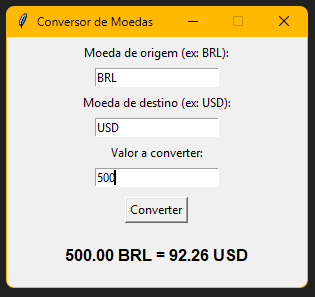 Conversor de Moedas
Moeda de origem (ex: BRL):
BRL
Moeda de destino (ex: USD):
USD
Valor a converter:
500
Converter
500.00 BRL = 92.26 USD